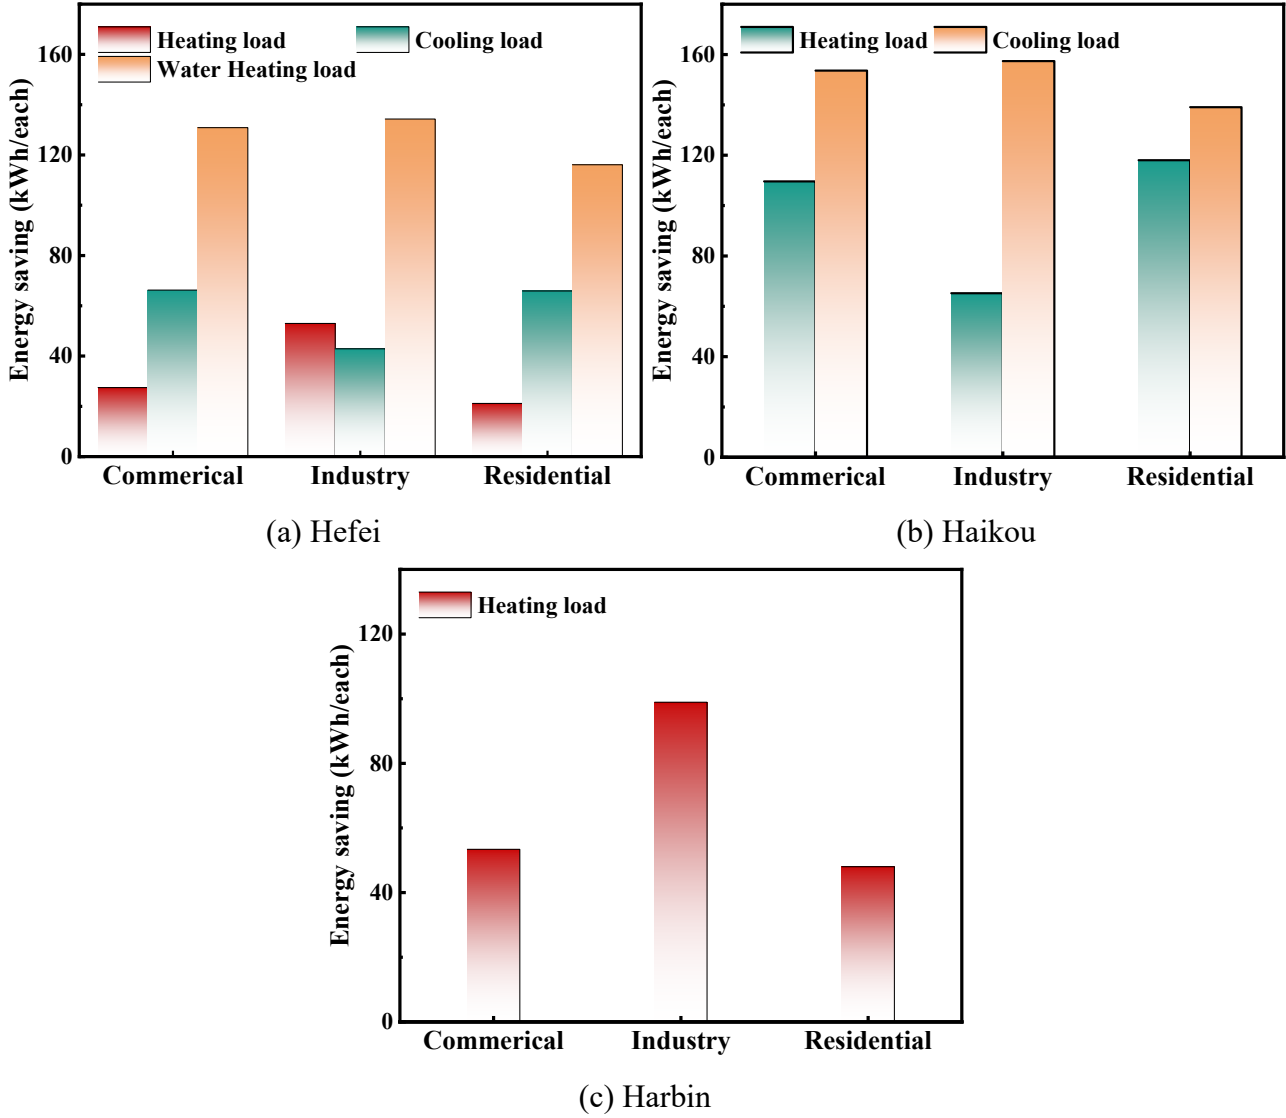 Energy saving (kWh/each)
160
120
80
40
0
Heating load
Cooling load
Water Heating load
Commerical
Industry
Residential
(a) Hefei
Energy saving (kWh/each)
160
120
80
40
0
Heating load
Cooling load
Commerical
Industry
Residential
(b) Haikou
Energy saving (kWh/each)
120
80
40
0
Heating load
Commerical
Industry
Residential
(c) Harbin